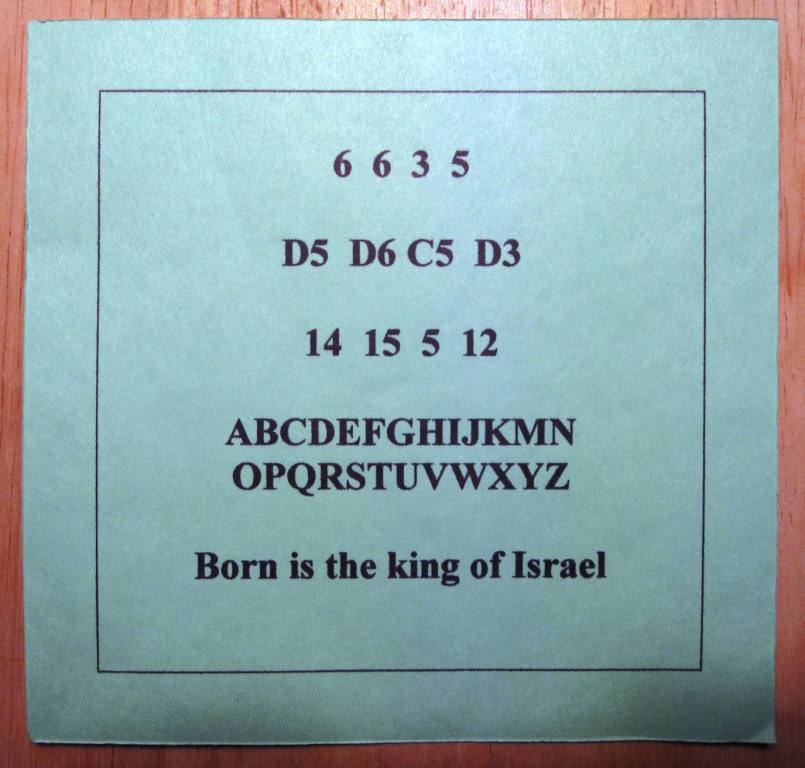 6 6 3 5
D5 D6 C5 D3
14 15 5 12
ABCDEFGHIJKMN
OPQRSTUVWXYZ
Born is the king of Israel